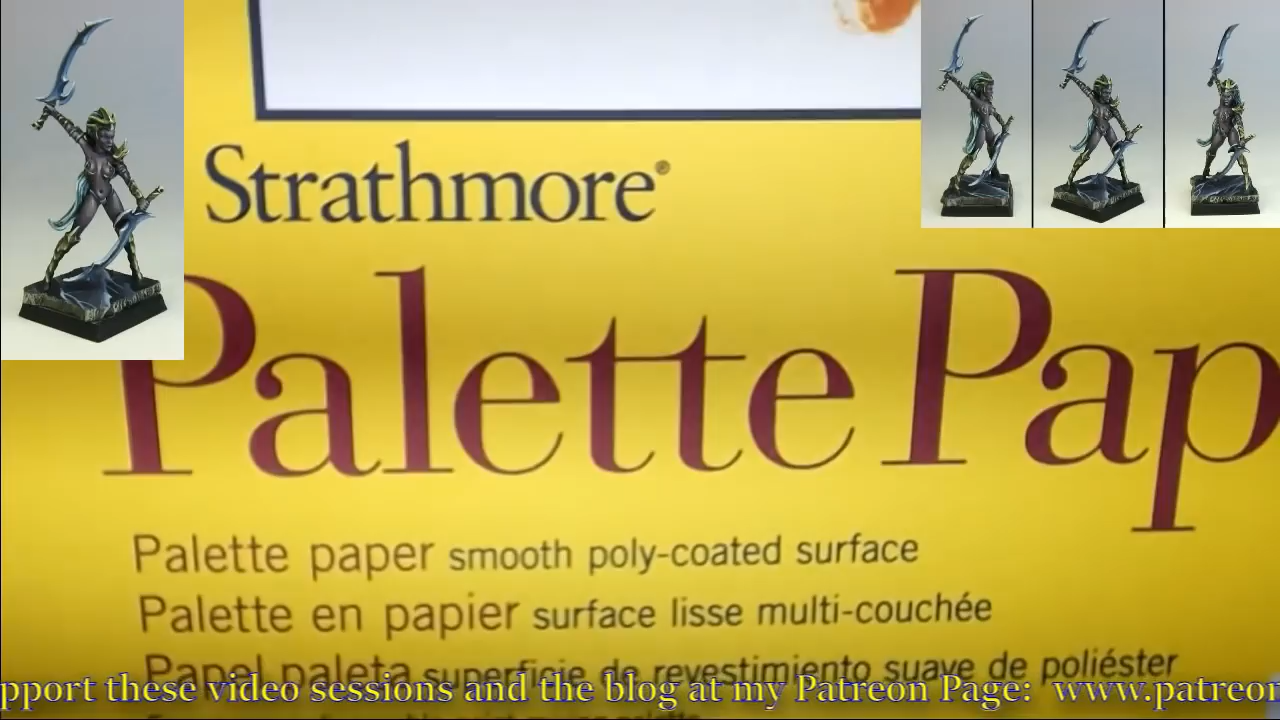 Strathmore®
Palette Pap
Palette paper smooth poly-coated surface
Palette en papier surface lisse multi-couchée
Papel paleta superficie de revestimiento suave de poliéster
pport these video sessions and the blog at my Patreon Page: www.patreon